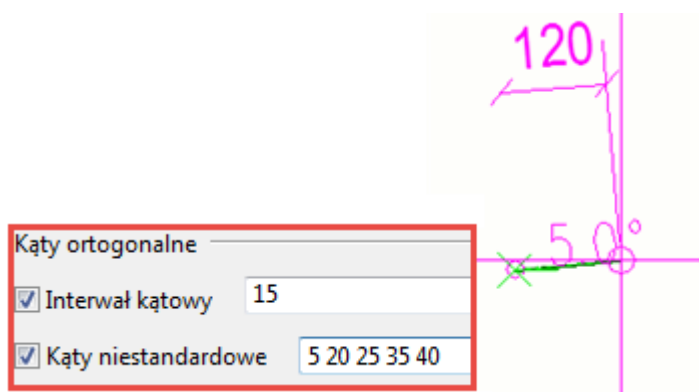 120
5.0°
Kąty ortogonalne
Interwał kątowy 15
Kąty niestandardowe 5 20 25 35 40